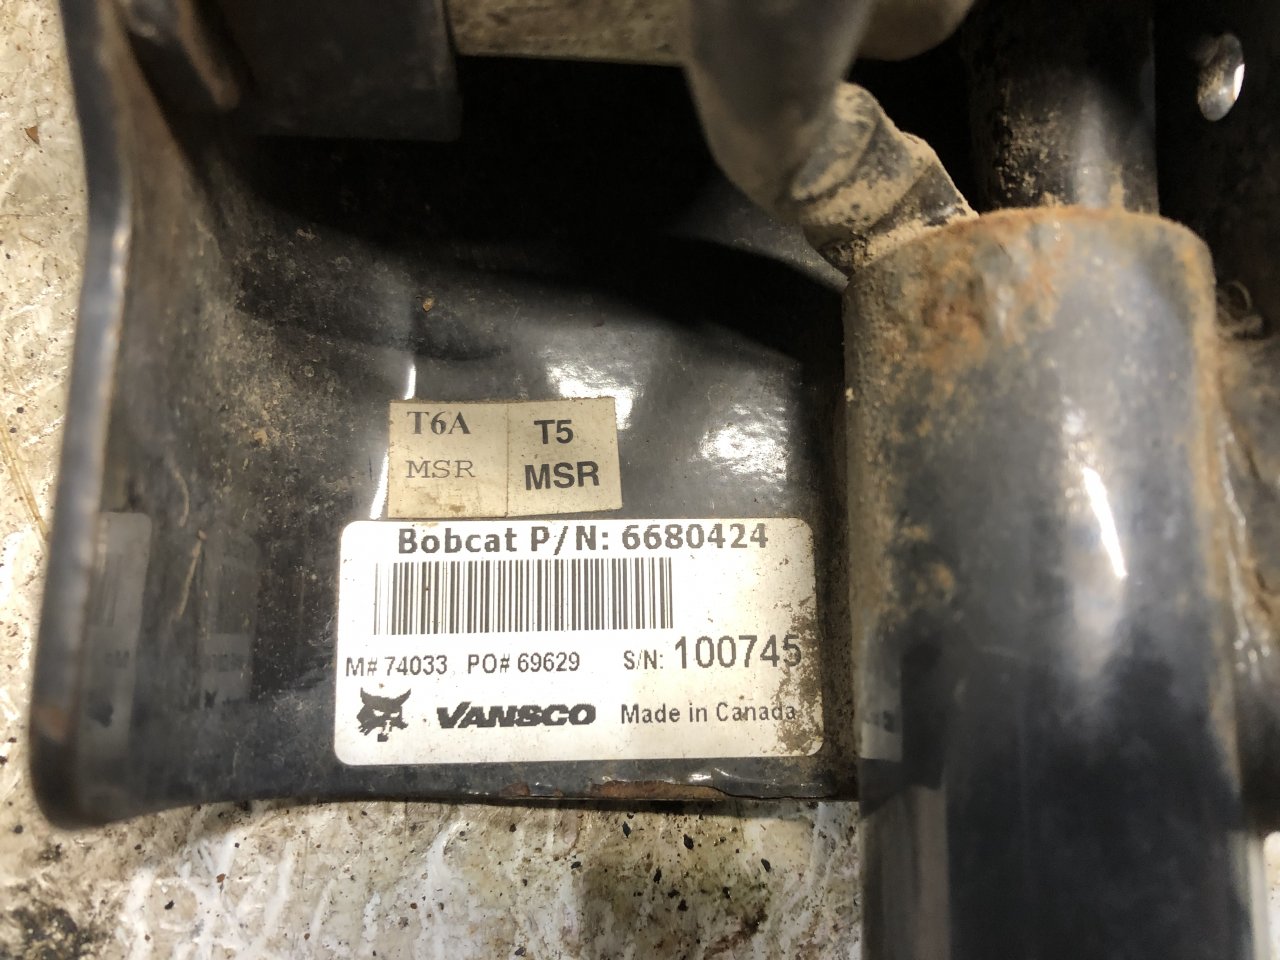 T6A T5
MSR MSR
Bobcat P/N: 6680424
M# 74033 PO# 69629 S/N: 100745
VANSCO Made in Canada